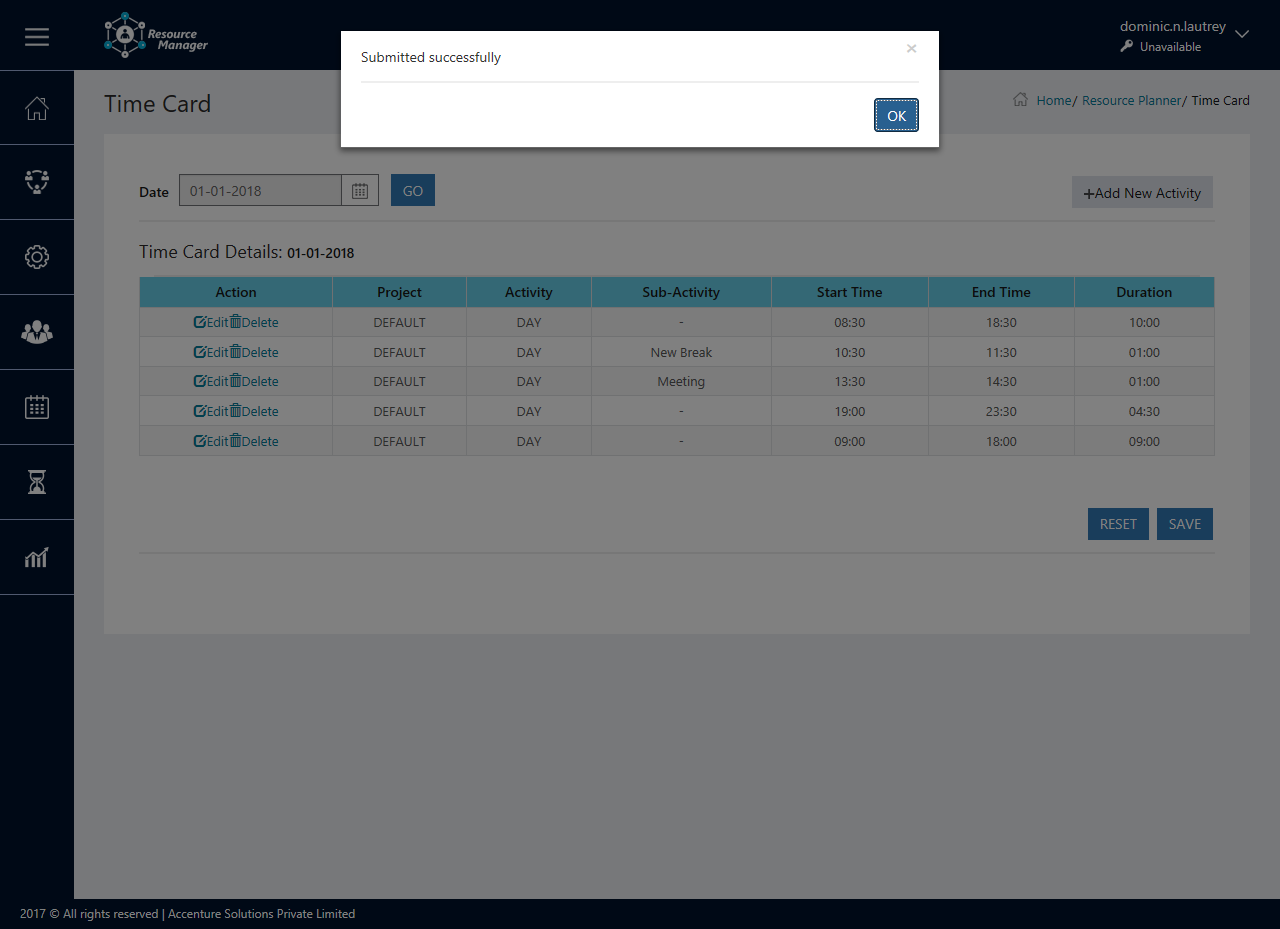 Resource
Manager
dominic.n.lautrey
Unavailable
Submitted successfully
×
OK
Time Card
Home/ Resource Planner/ Time Card
Date 01-01-2018 GO
+Add New Activity
Time Card Details: 01-01-2018
Action Project Activity Sub-Activity Start Time End Time Duration
Edit Delete DEFAULT DAY - 08:30 18:30 10:00
Edit Delete DEFAULT DAY New Break 10:30 11:30 01:00
Edit Delete DEFAULT DAY Meeting 13:30 14:30 01:00
Edit Delete DEFAULT DAY - 19:00 23:30 04:30
Edit Delete DEFAULT DAY - 09:00 18:00 09:00
RESET SAVE
2017 © All rights reserved | Accenture Solutions Private Limited